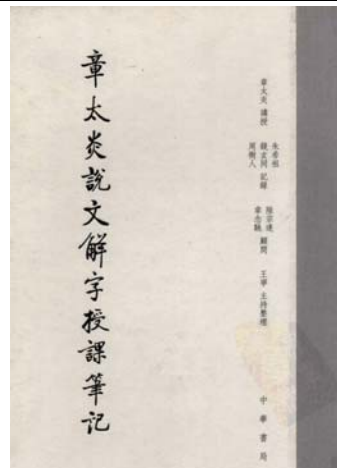 章太炎 講授
朱希祖
錢玄同 記錄
周樹人
陸宗達
章念馳 顧問
王寧 主持整理
中華書局
章太炎說文解字授課筆記